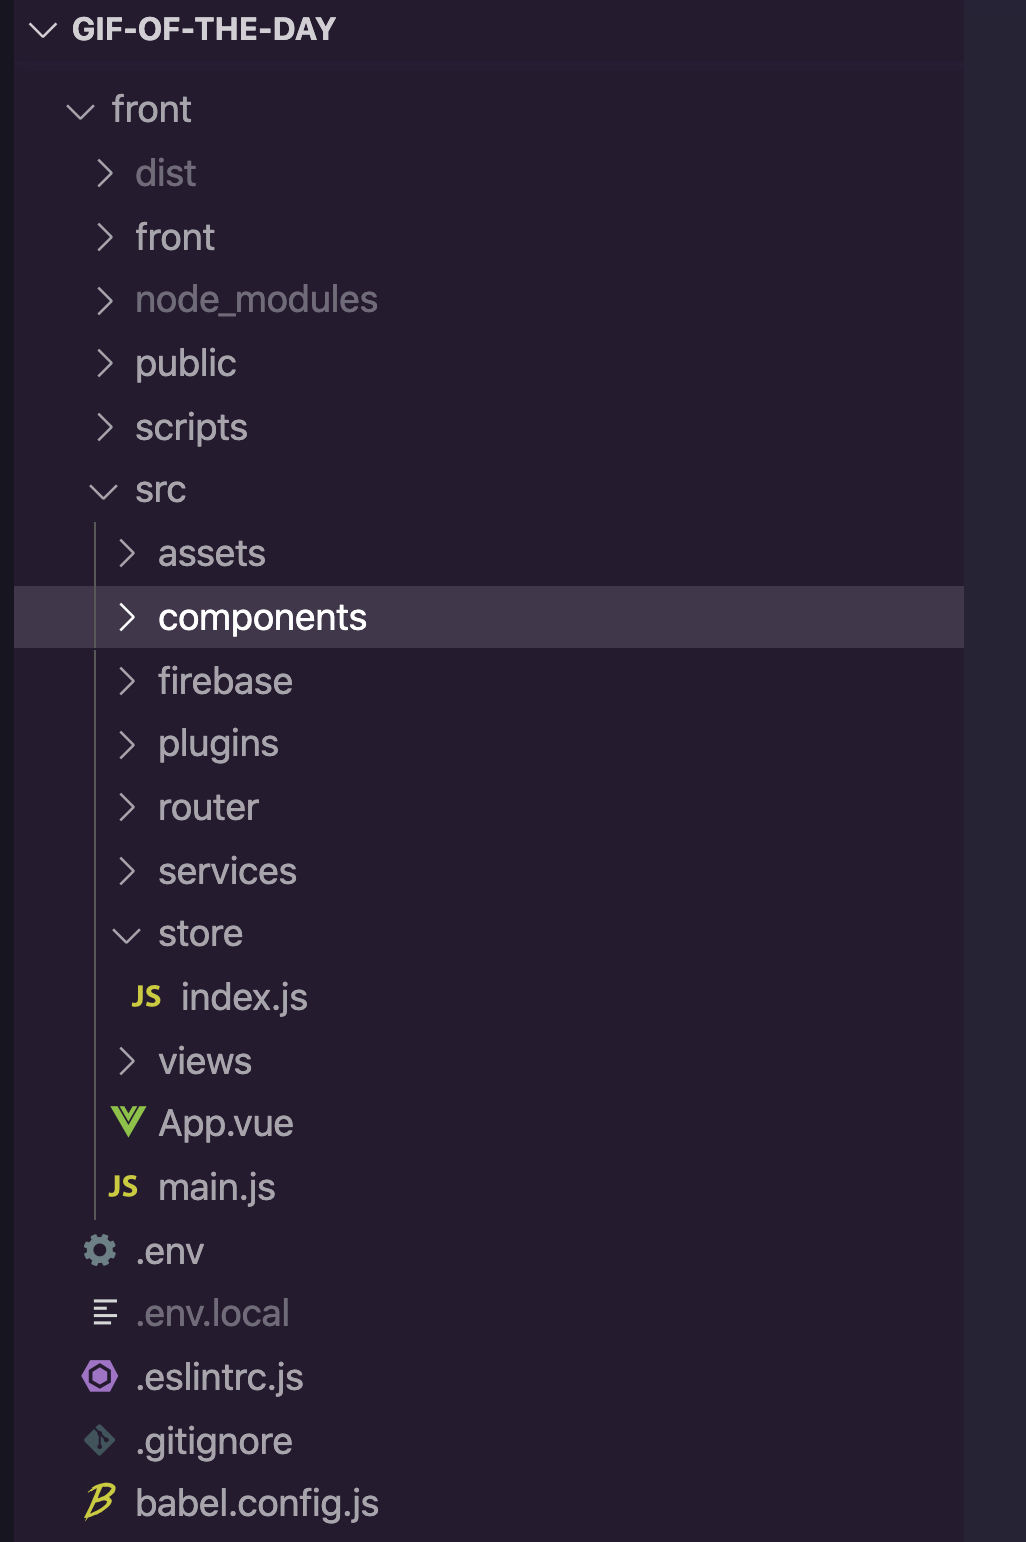 GIF-OF-THE-DAY
front
dist
front
node_modules
public
scripts
src
assets
components
firebase
plugins
router
services
store
JS index.js
views
App.vue
JS main.js
.env
.env.local
.eslintrc.js
.gitignore
B babel.config.js